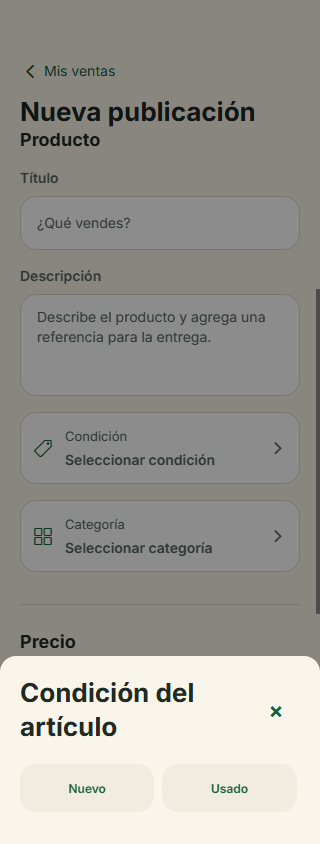 Mis ventas
Nueva publicación
Producto
Título
¿Qué vendes?
Descripción
Describe el producto y agrega una
referencia para la entrega.
Condición
Seleccionar condición
Categoría
Seleccionar categoría
Precio
Condición del
artículo
Nuevo
Usado